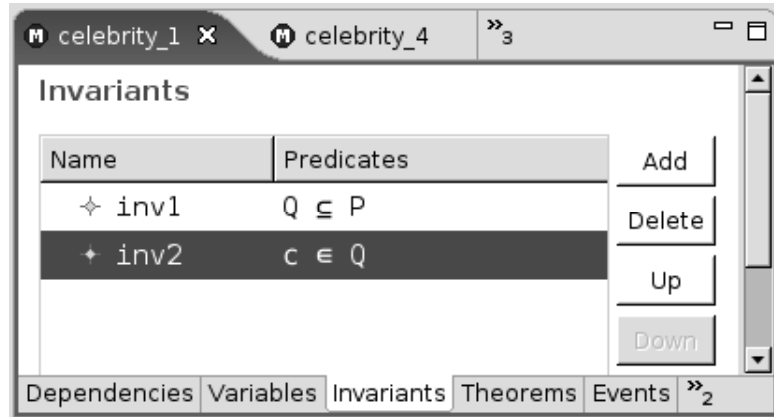 M celebrity_1 M celebrity_4 »3
Invariants
Name Predicates Add
inv1 Q ⊆ P
Delete
inv2 c ∈ Q
Up
Down
Dependencies Variables Invariants Theorems Events »2